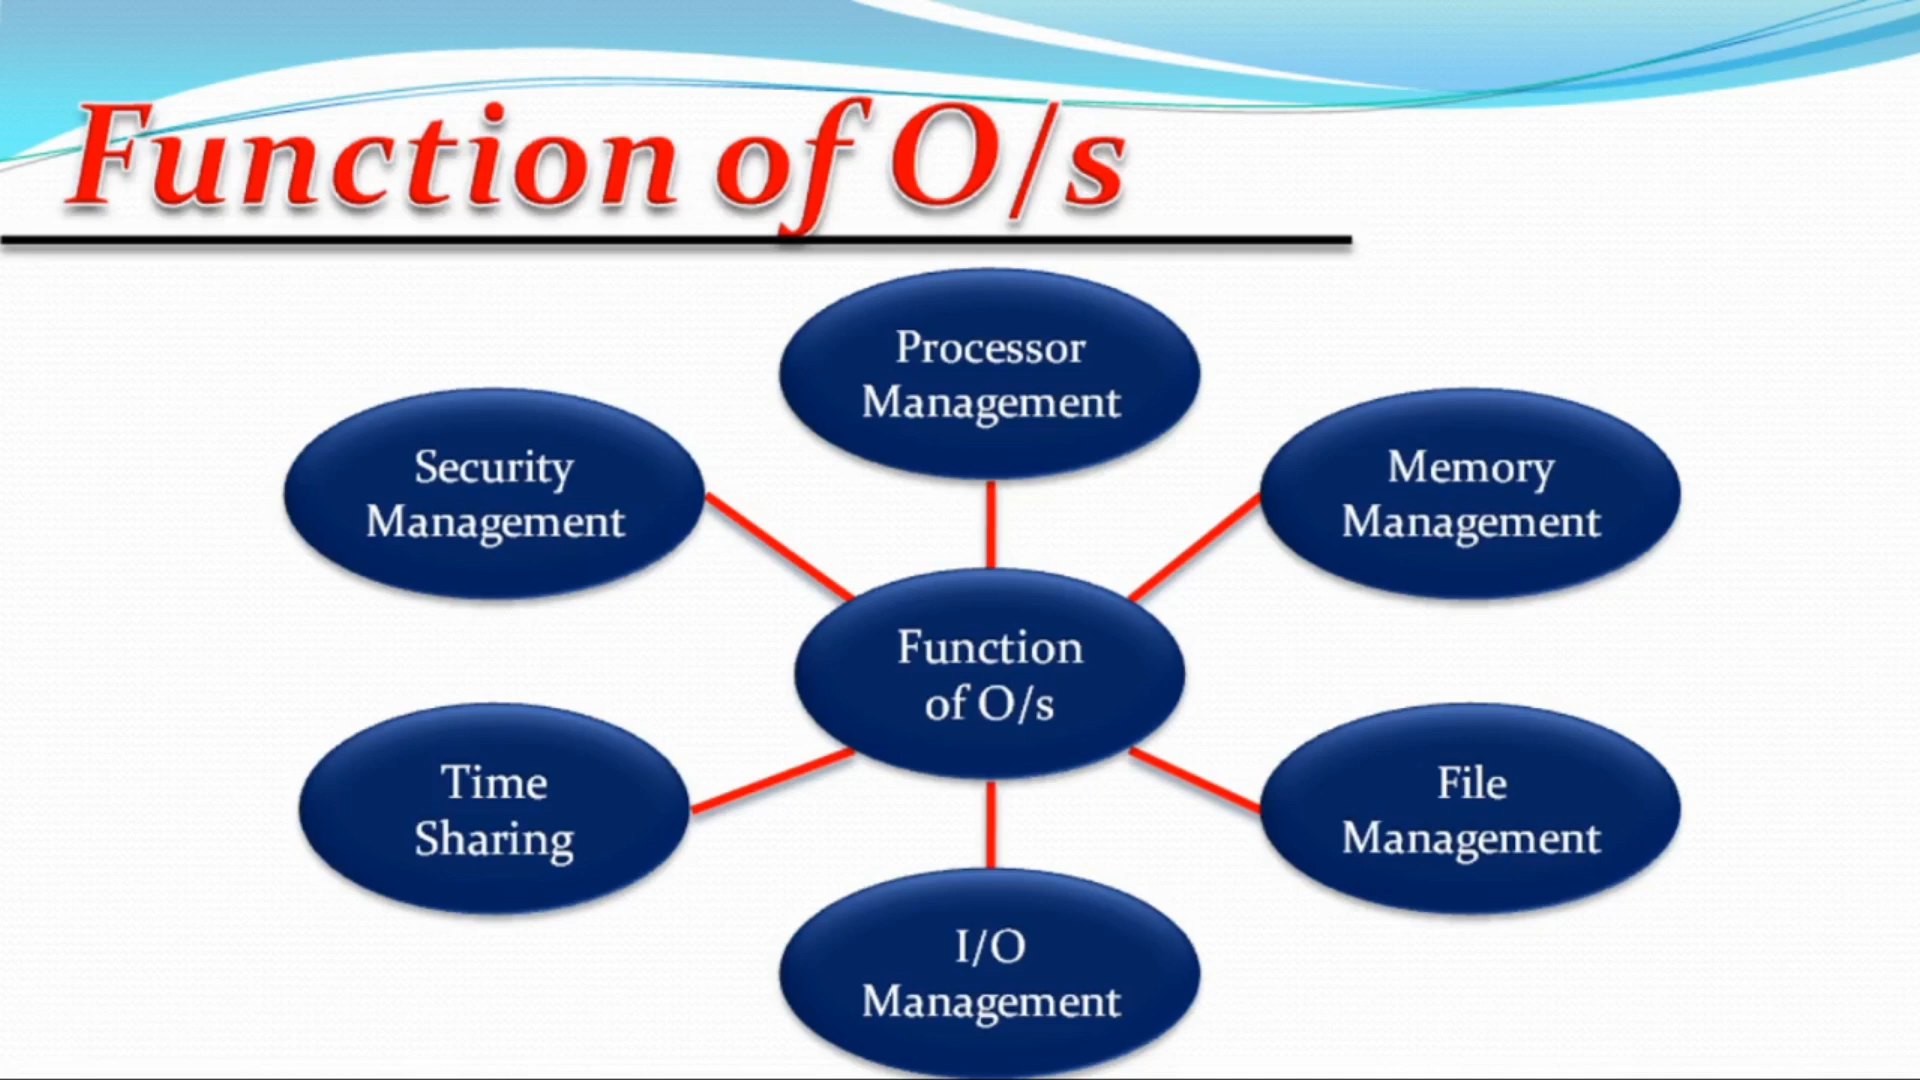 Function of O/s
Processor
Management
Security
Management
Memory
Management
Function
of O/s
Time
Sharing
File
Management
I/O
Management